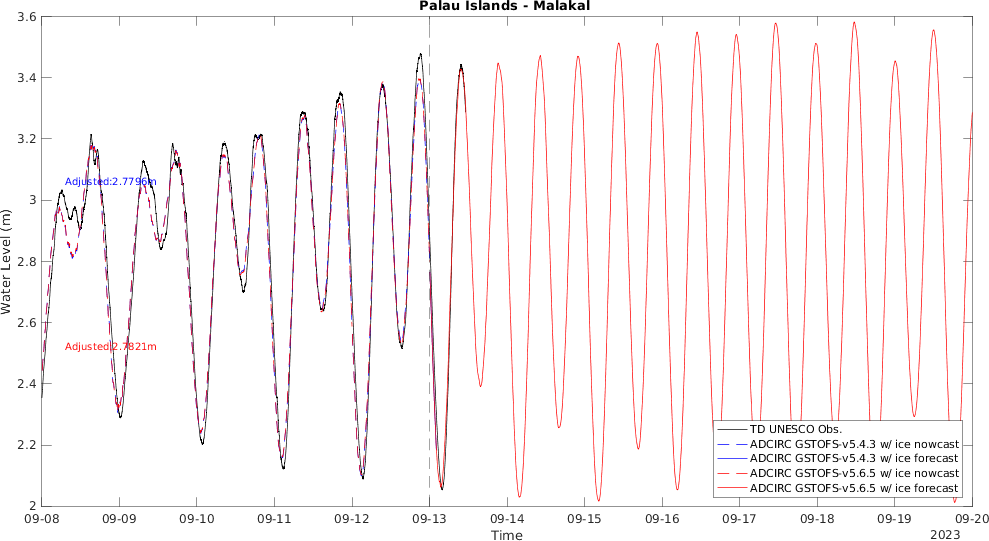 Palau Islands - Malakal
3.6
3.4
3.2
3
2.8
2.6
2.4
2.2
2
Water Level (m)
Adjusted:2.7796m
Adjusted:2.7821m
TD UNESCO Obs.
ADCIRC GSTOFS-v5.4.3 w/ ice nowcast
ADCIRC GSTOFS-v5.4.3 w/ ice forecast
ADCIRC GSTOFS-v5.6.5 w/ ice nowcast
ADCIRC GSTOFS-v5.6.5 w/ ice forecast
09-08 09-09 09-10 09-11 09-12 09-13 09-14 09-15 09-16 09-17 09-18 09-19 09-20
Time
2023